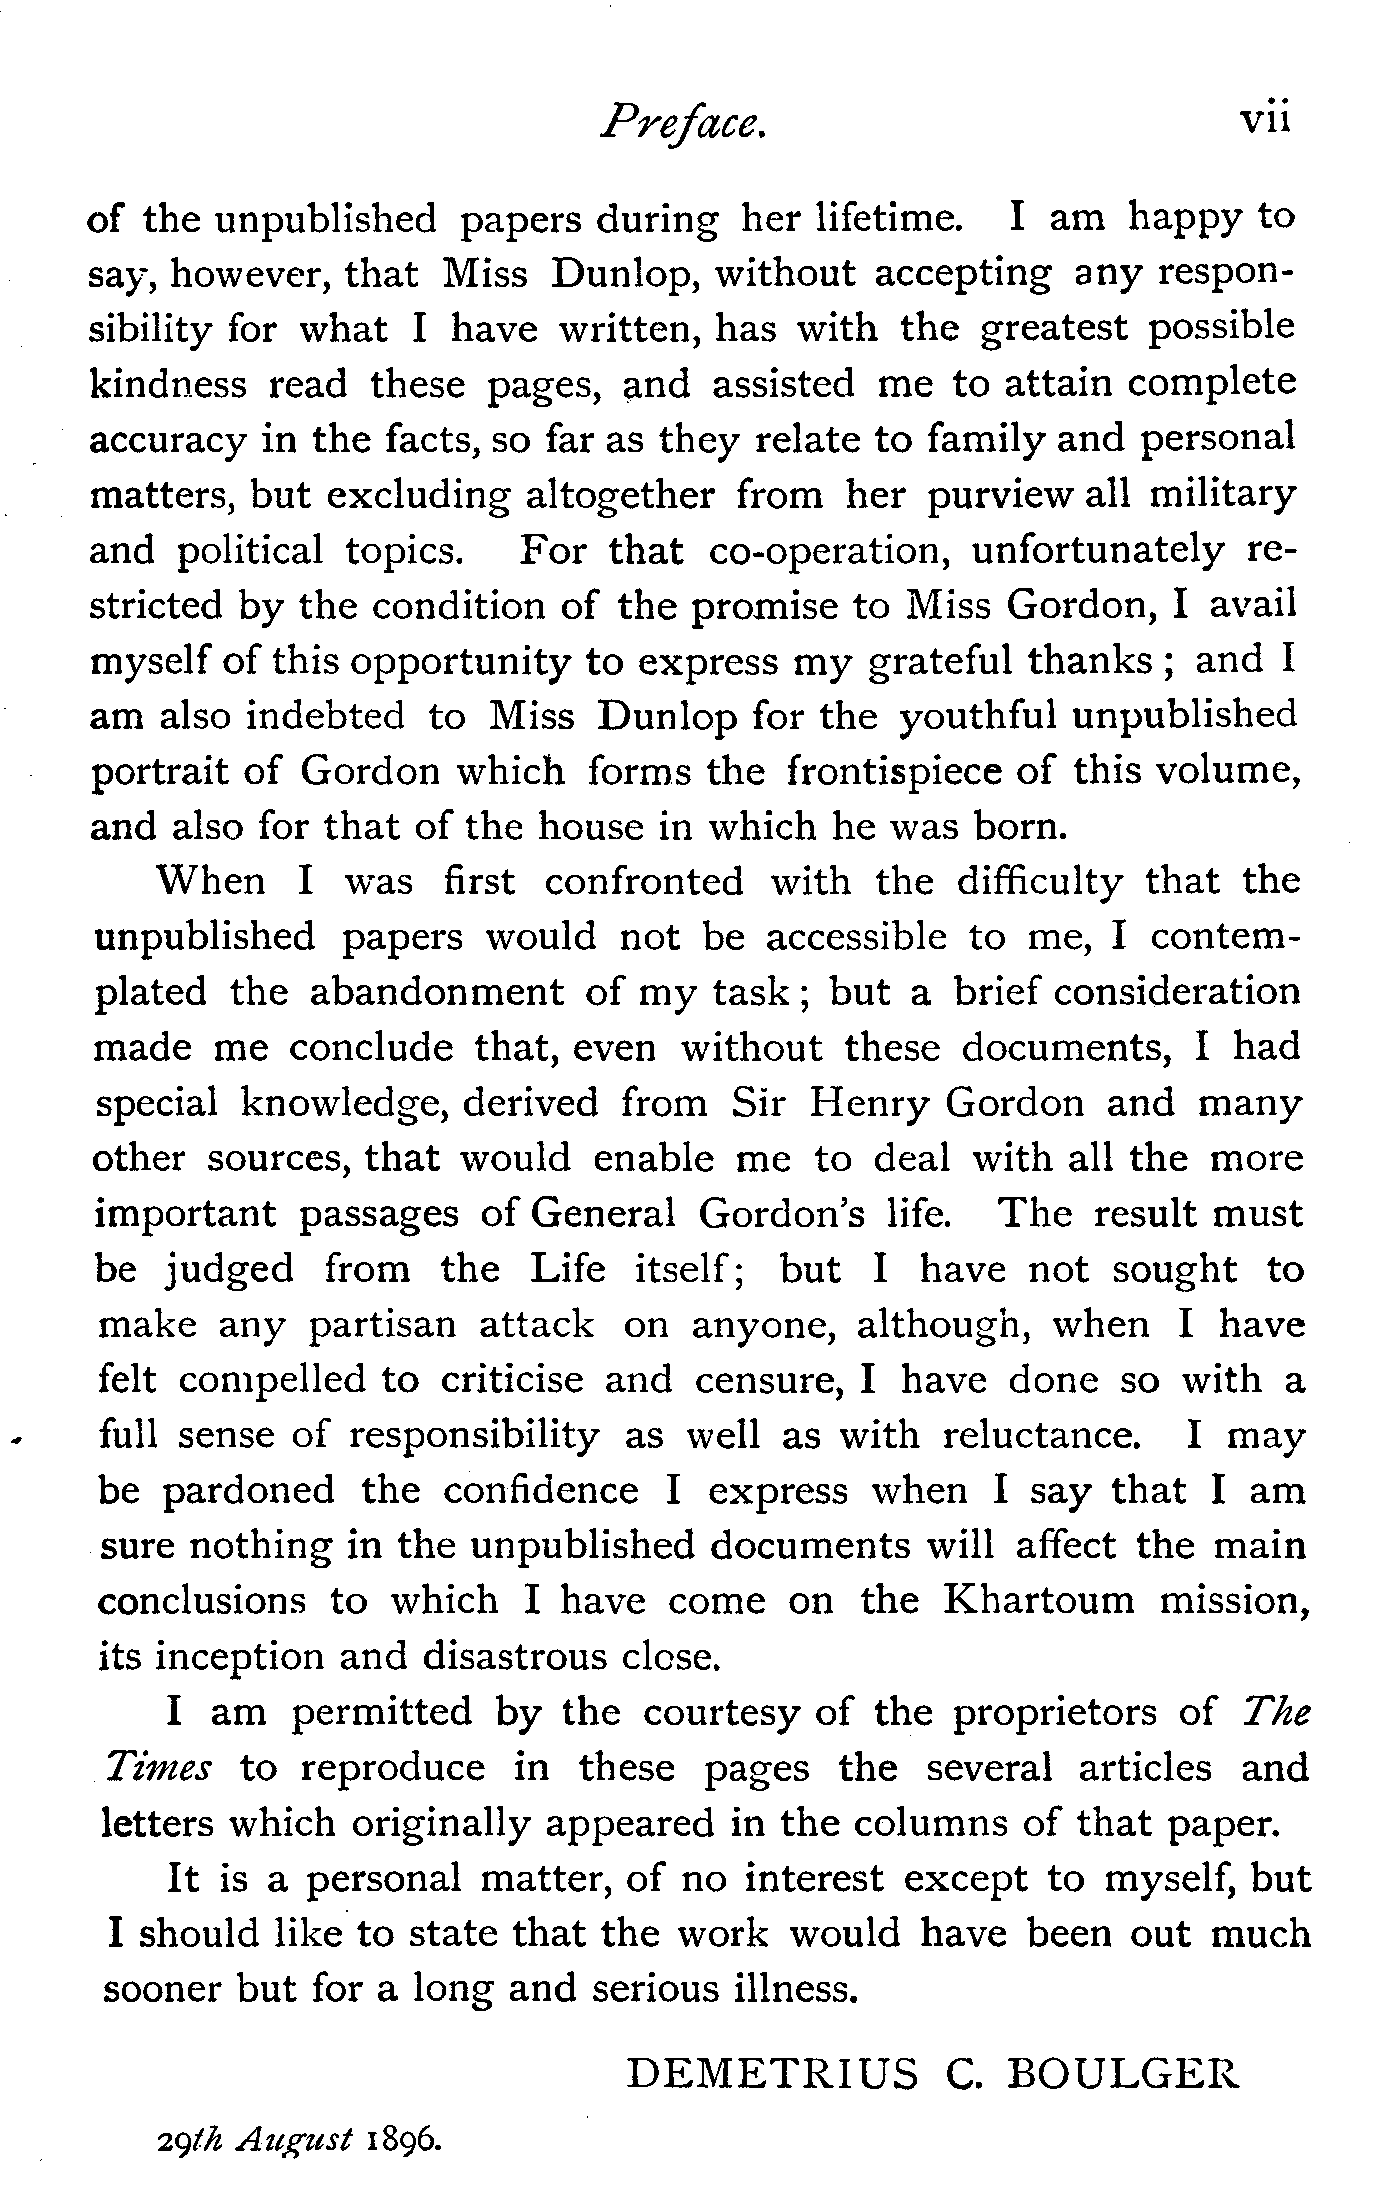 Preface. vii
of the unpublished papers during her lifetime. I am happy to
say, however, that Miss Dunlop, without accepting any respon-
sibility for what I have written, has with the greatest possible
kindness read these pages, and assisted me to attain complete
accuracy in the facts, so far as they relate to family and personal
matters, but excluding altogether from her purview all military
and political topics. For that co-operation, unfortunately re-
stricted by the condition of the promise to Miss Gordon, I avail
myself of this opportunity to express my grateful thanks ; and I
am also indebted to Miss Dunlop for the youthful unpublished
portrait of Gordon which forms the frontispiece of this volume,
and also for that of the house in which he was born.
When I was first confronted with the difficulty that the
unpublished papers would not be accessible to me, I contem-
plated the abandonment of my task ; but a brief consideration
made me conclude that, even without these documents, I had
special knowledge, derived from Sir Henry Gordon and many
other sources, that would enable me to deal with all the more
important passages of General Gordon's life. The result must
be judged from the Life itself; but I have not sought to
make any partisan attack on anyone, although, when I have
felt compelled to criticise and censure, I have done so with a
full sense of responsibility as well as with reluctance. I may
be pardoned the confidence I express when I say that I am
sure nothing in the unpublished documents will affect the main
conclusions to which I have come on the Khartoum mission,
its inception and disastrous close.
I am permitted by the courtesy of the proprietors of The
Times to reproduce in these pages the several articles and
letters which originally appeared in the columns of that paper.
It is a personal matter, of no interest except to myself, but
I should like to state that the work would have been out much
sooner but for a long and serious illness.
DEMETRIUS C. BOULGER
29th August 1896.